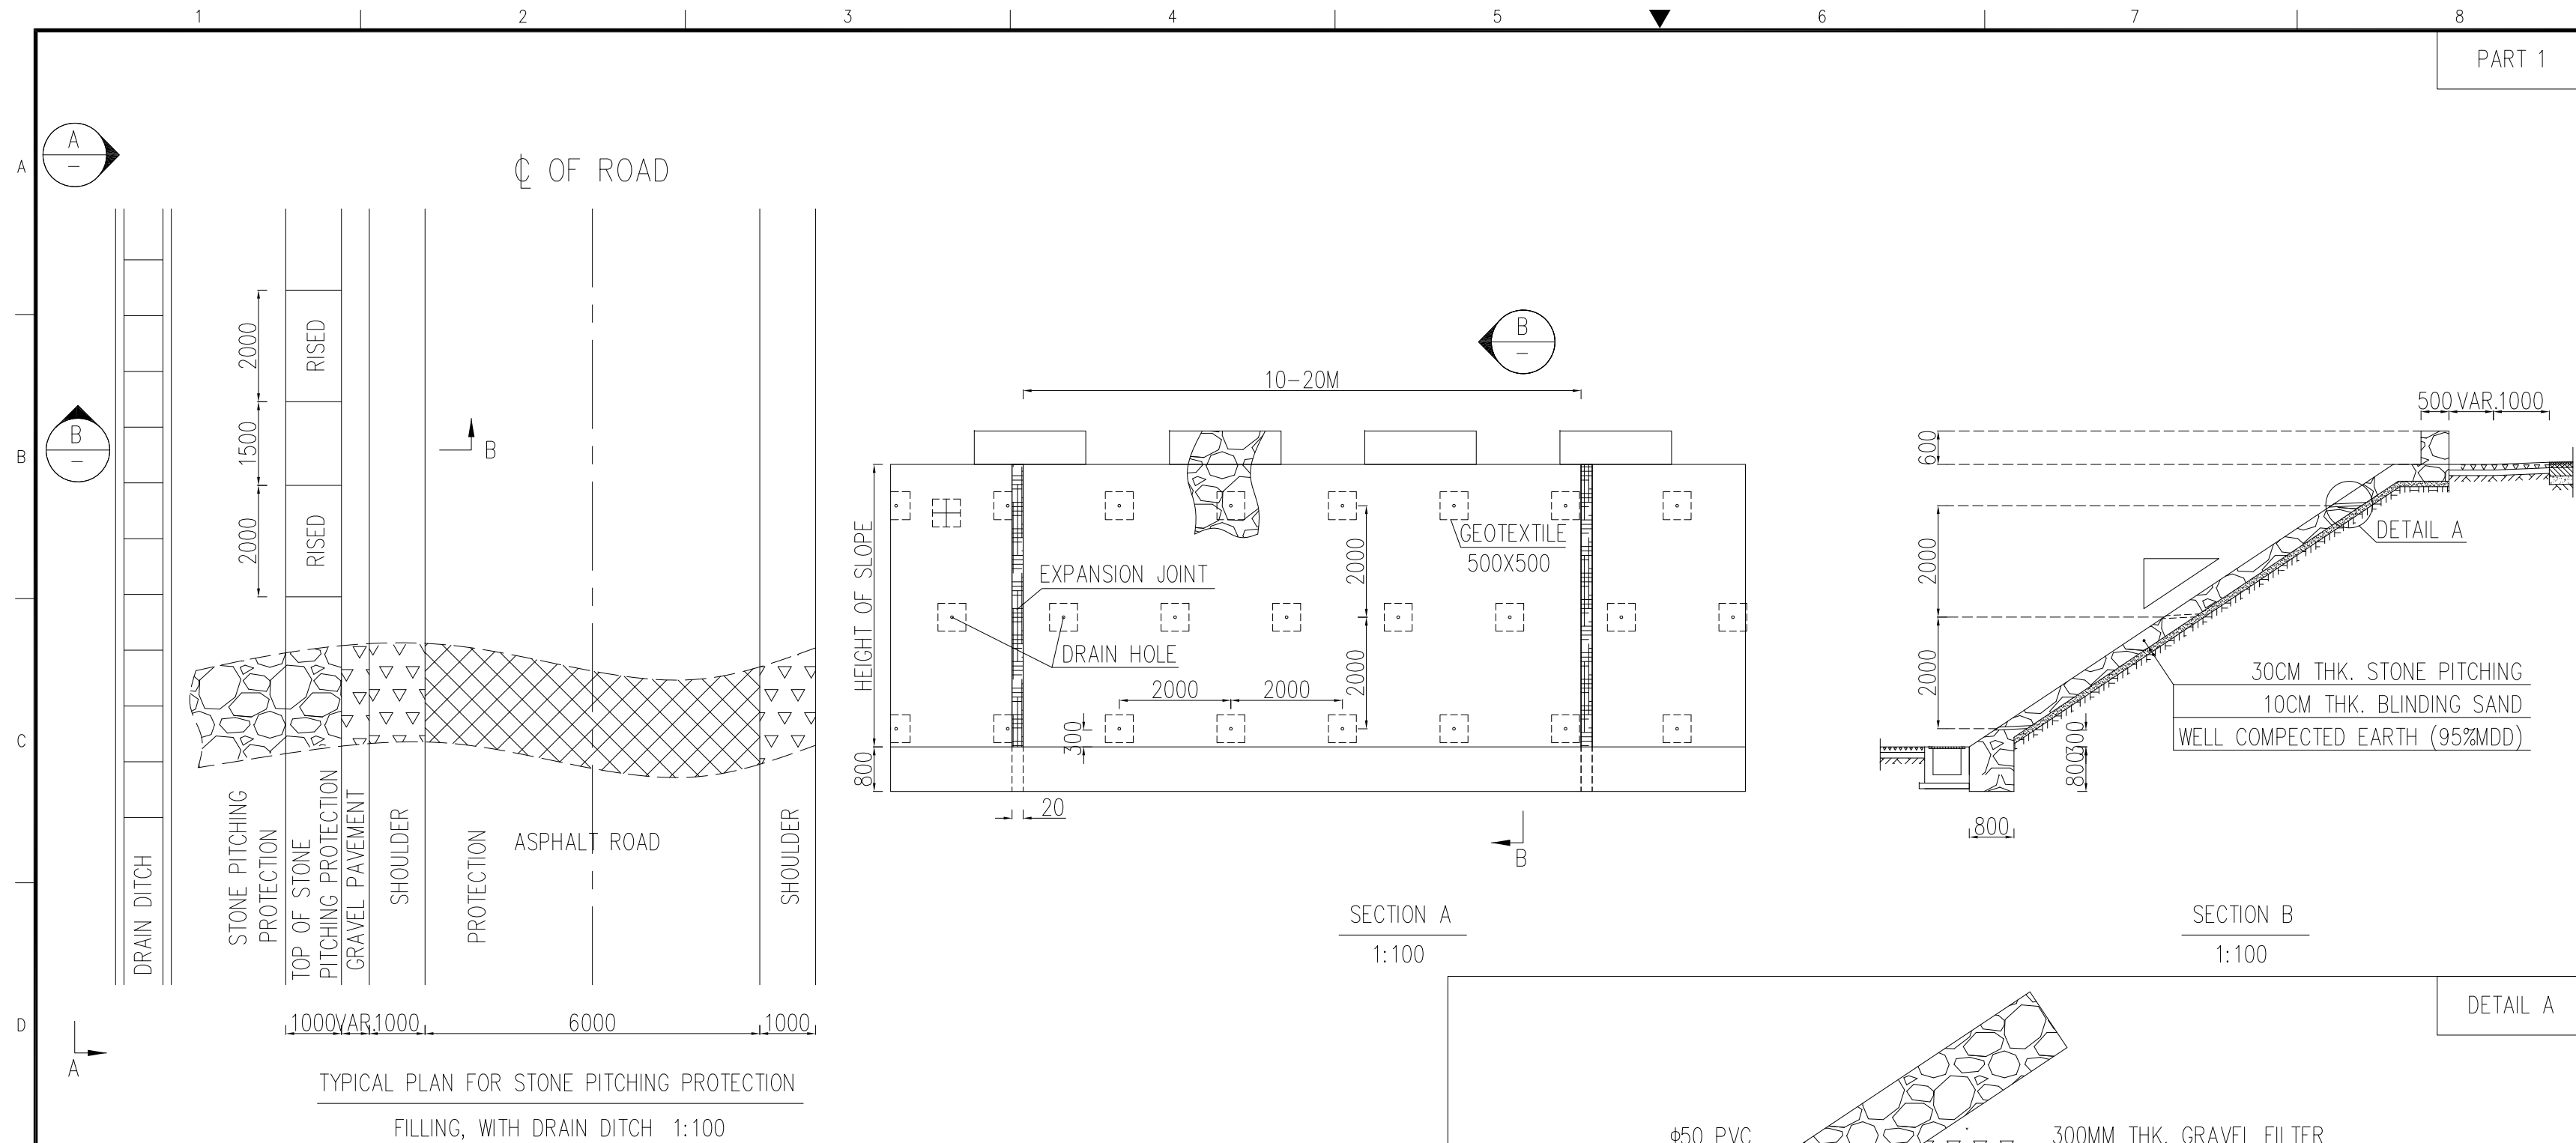 1 2 3 4 5 6 7 8
PART 1
A
B
C
D
A
–
B
–
℄ OF ROAD
2000
1500
2000
RISED
RISED
B
DRAIN DITCH
STONE PITCHING
PROTECTION
TOP OF STONE
PITCHING PROTECTION
GRAVEL PAVEMENT
SHOULDER
PROTECTION
ASPHALT ROAD
SHOULDER
1000 VAR. 1000 6000 1000
A
TYPICAL PLAN FOR STONE PITCHING PROTECTION
FILLING, WITH DRAIN DITCH 1:100
B
–
10-20M
HEIGHT OF SLOPE
800
GEOTEXTILE
500X500
EXPANSION JOINT
DRAIN HOLE
2000
2000
2000 2000
300
20
B
SECTION A
1:100
500 VAR. 1000
600
2000
2000
DETAIL A
30CM THK. STONE PITCHING
10CM THK. BLINDING SAND
WELL COMPECTED EARTH (95%MDD)
300
800
800
SECTION B
1:100
DETAIL A
φ50 PVC
300MM THK. GRAVEL FILTER